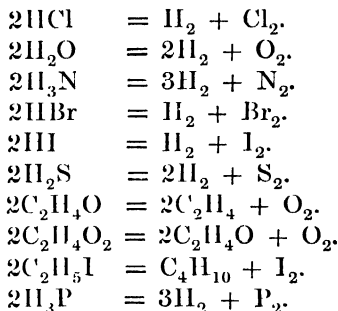 2HCl = H₂ + Cl₂.
2H₂O = 2H₂ + O₂.
2H₃N = 3H₂ + N₂.
2HBr = H₂ + Br₂.
2HI = H₂ + I₂.
2H₂S = 2H₂ + S₂.
2C₂H₄O = 2C₂H₄ + O₂.
2C₂H₄O₂ = 2C₂H₄O + O₂.
2C₂H₅I = C₄H₁₀ + I₂.
2H₃P = 3H₂ + P₂.